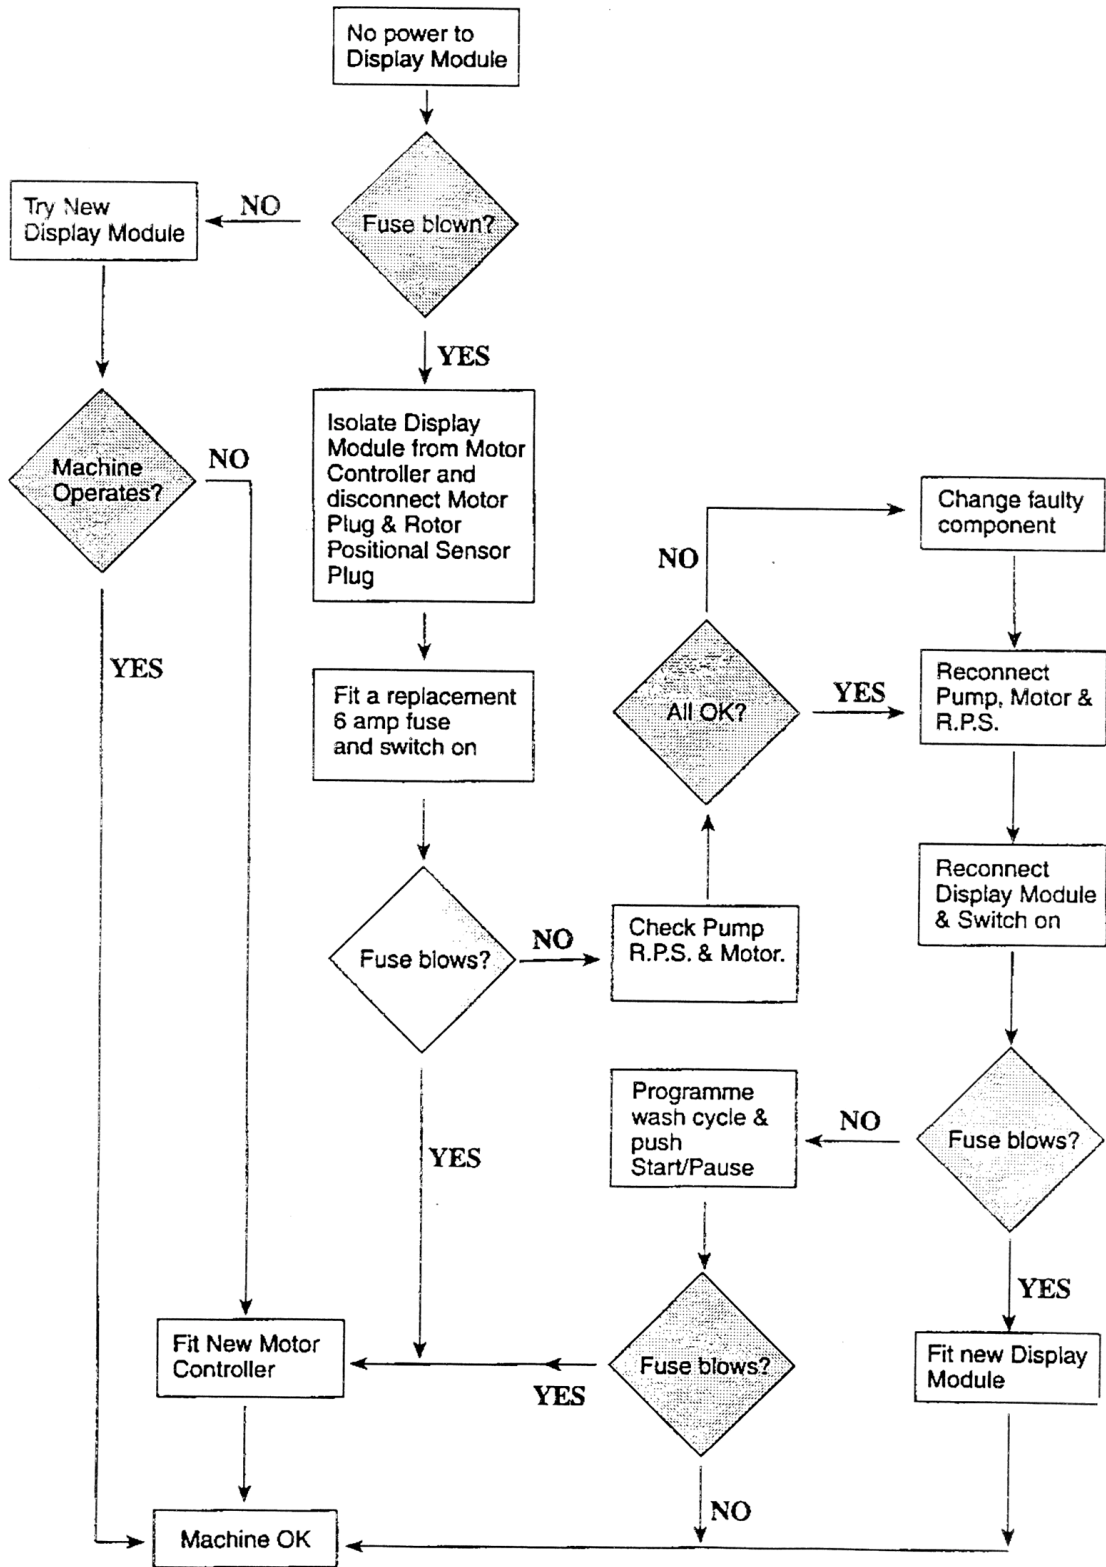 No power to
Display Module
Fuse blown?
NO
Try New
Display Module
YES
Machine
Operates?
NO
YES
Isolate Display
Module from Motor
Controller and
disconnect Motor
Plug & Rotor
Positional Sensor
Plug
Fit a replacement
6 amp fuse
and switch on
Fuse blows?
NO
Check Pump
R.P.S. & Motor.
YES
All OK?
NO
Change faulty
component
YES
Reconnect
Pump, Motor &
R.P.S.
Reconnect
Display Module
& Switch on
Fuse blows?
NO
Programme
wash cycle &
push
Start/Pause
YES
Fit new Display
Module
Fuse blows?
YES
NO
Fit New Motor
Controller
Machine OK